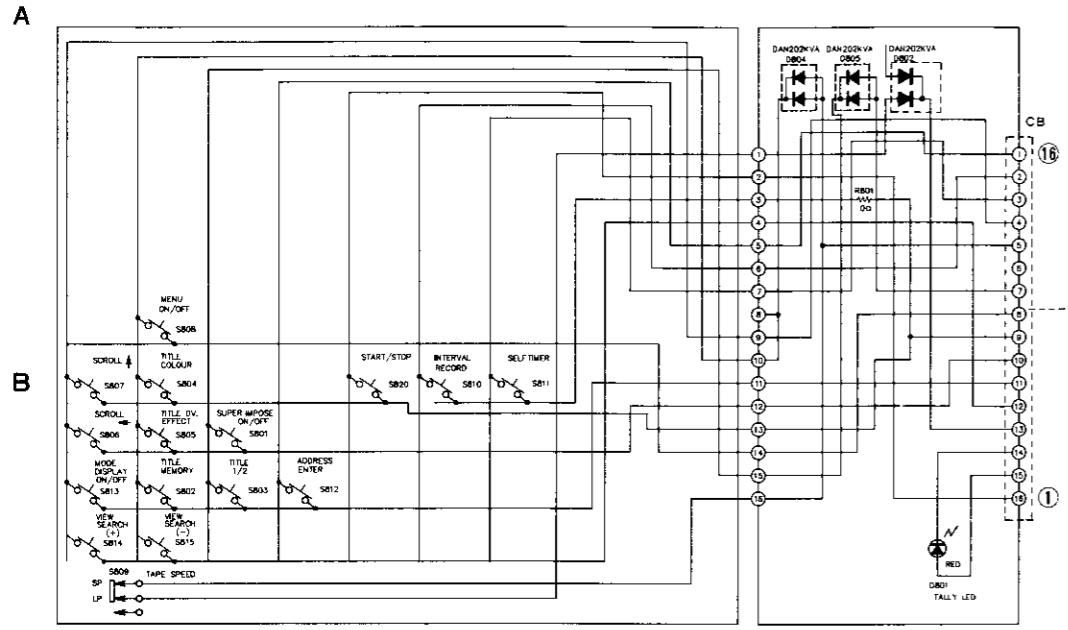 A
DAN202KVA DAN202KVA DAN202KVA
D804 D805 D802
CB
1 1 16
2 2
R801
3 3
0Ω
4 4
5 5
6 6
7 7
MENU
ON/OFF
S808
8 8
9 9
SCROLL
TITLE
COLOUR
START/STOP
INTERVAL
RECORD
SELF TIMER
10 10
B
S807 S804 S820 S810 S811
11 11
SCROLL
TITLE DV.
EFFECT
SUPER IMPOSE
ON/OFF
12 12
S806 S805 S801
13 13
MODE
DISPLAY
ON/OFF
TITLE
MEMORY
TITLE
1/2
ADDRESS
ENTER
14 14
S813 S802 S803 S812
15 15
16 16 1
VIEW
SEARCH
(+)
VIEW
SEARCH
(-)
S814 S815
S809
TAPE SPEED
SP
LP
RED
D801
TALLY LED